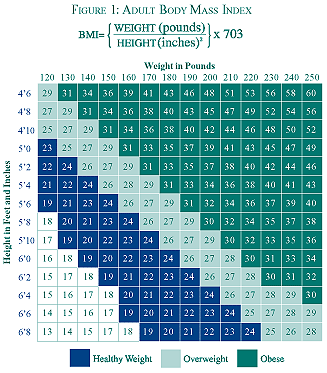 FIGURE 1: ADULT BODY MASS INDEX
BMI= { WEIGHT (pounds)
HEIGHT (inches)² } x 703
Weight in Pounds
120 130 140 150 160 170 180 190 200 210 220 230 240 250
Height in Feet and Inches
4'6 29 31 34 36 39 41 43 46 48 51 53 56 58 60
4'8 27 29 31 34 36 38 40 43 45 47 49 52 54 56
4'10 25 27 29 31 34 36 38 40 42 44 46 48 50 52
5'0 23 25 27 29 31 33 35 37 39 41 43 45 47 49
5'2 22 24 26 27 29 31 33 35 37 38 40 42 44 46
5'4 21 22 24 26 28 29 31 33 34 36 38 40 41 43
5'6 19 21 23 24 26 27 29 31 32 34 36 37 39 40
5'8 18 20 21 23 24 26 27 29 30 32 34 35 37 38
5'10 17 19 20 22 23 24 26 27 29 30 32 33 35 36
6'0 16 18 19 20 22 23 24 26 27 28 30 31 33 34
6'2 15 17 18 19 21 22 23 24 26 27 28 30 31 32
6'4 15 16 17 18 20 21 22 23 24 26 27 28 29 30
6'6 14 15 16 17 19 20 21 22 23 24 25 27 28 29
6'8 13 14 15 17 18 19 20 21 22 23 24 25 26 28
Healthy Weight Overweight Obese